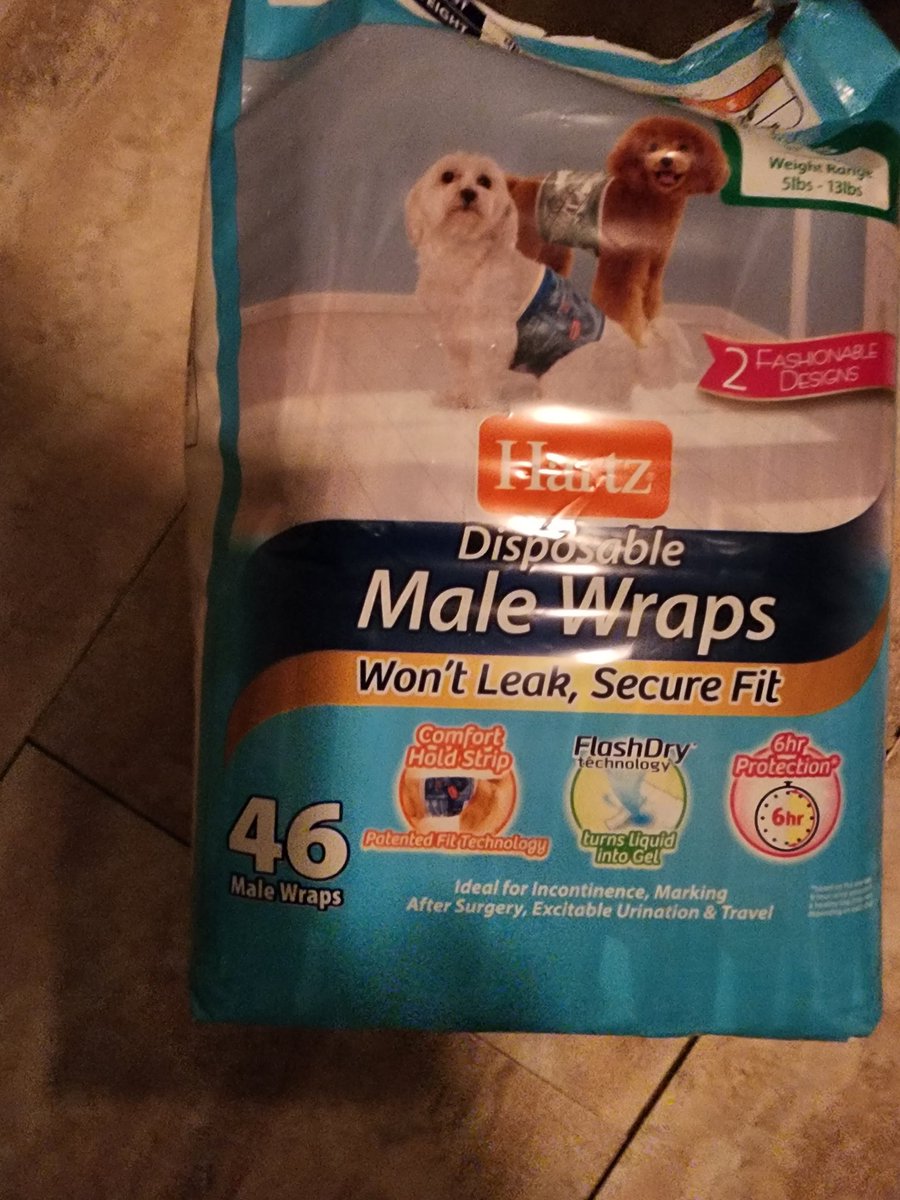 EIGHT
Weight Range
5lbs - 13lbs
2 FASHIONABLE
DESIGNS
Hartz
Disposable
Male Wraps
Won't Leak, Secure Fit
Comfort
Hold Strip
Patented Fit Technology
FlashDry™
technology
turns liquid
into Gel
6hr
Protection*
6hr
46
Male Wraps
Ideal for Incontinence, Marking
After Surgery, Excitable Urination & Travel